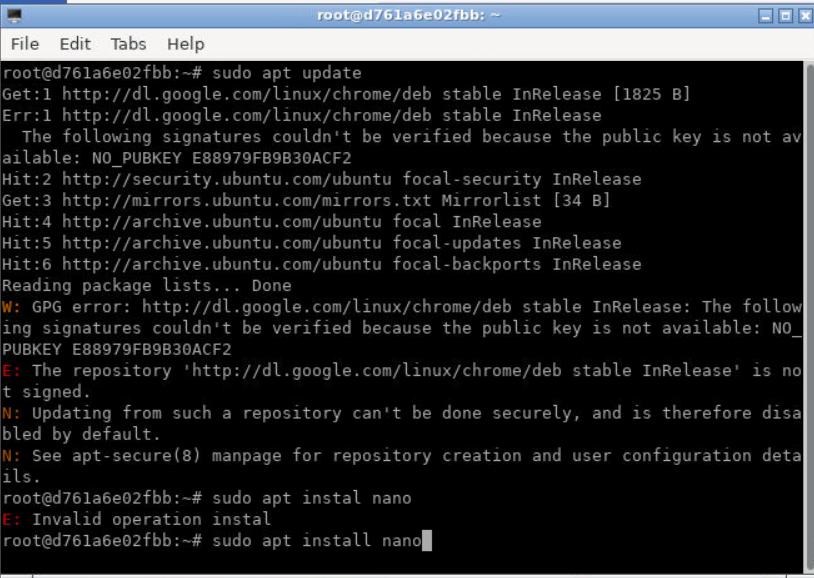 root@d761a6e02fbb: ~
File Edit Tabs Help
root@d761a6e02fbb:~# sudo apt update
Get:1 http://dl.google.com/linux/chrome/deb stable InRelease [1825 B]
Err:1 http://dl.google.com/linux/chrome/deb stable InRelease
  The following signatures couldn't be verified because the public key is not av
ailable: NO_PUBKEY E88979FB9B30ACF2
Hit:2 http://security.ubuntu.com/ubuntu focal-security InRelease
Get:3 http://mirrors.ubuntu.com/mirrors.txt Mirrorlist [34 B]
Hit:4 http://archive.ubuntu.com/ubuntu focal InRelease
Hit:5 http://archive.ubuntu.com/ubuntu focal-updates InRelease
Hit:6 http://archive.ubuntu.com/ubuntu focal-backports InRelease
Reading package lists... Done
W: GPG error: http://dl.google.com/linux/chrome/deb stable InRelease: The follow
ing signatures couldn't be verified because the public key is not available: NO_
PUBKEY E88979FB9B30ACF2
E: The repository 'http://dl.google.com/linux/chrome/deb stable InRelease' is no
t signed.
N: Updating from such a repository can't be done securely, and is therefore disa
bled by default.
N: See apt-secure(8) manpage for repository creation and user configuration deta
ils.
root@d761a6e02fbb:~# sudo apt instal nano
E: Invalid operation instal
root@d761a6e02fbb:~# sudo apt install nano